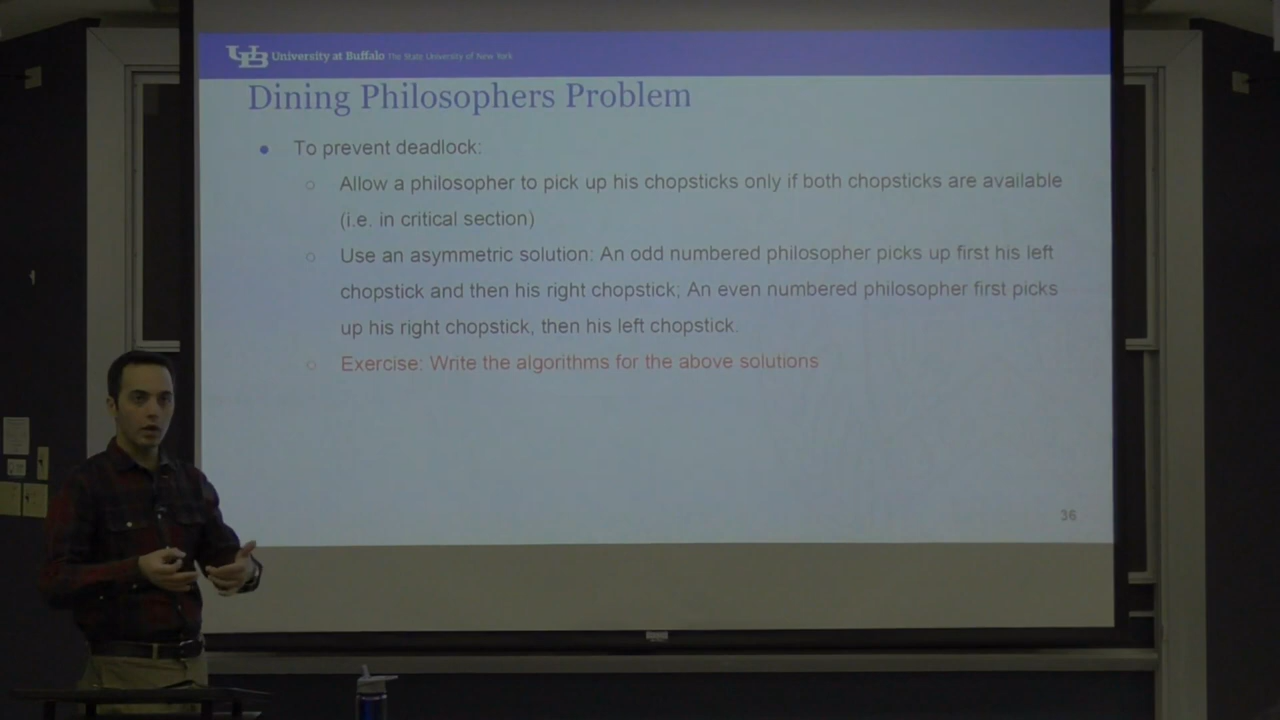 UB University at Buffalo The State University of New York
Dining Philosophers Problem
● To prevent deadlock:
○ Allow a philosopher to pick up his chopsticks only if both chopsticks are available
(i.e. in critical section)
○ Use an asymmetric solution: An odd numbered philosopher picks up first his left
chopstick and then his right chopstick; An even numbered philosopher first picks
up his right chopstick, then his left chopstick.
○ Exercise: Write the algorithms for the above solutions
36